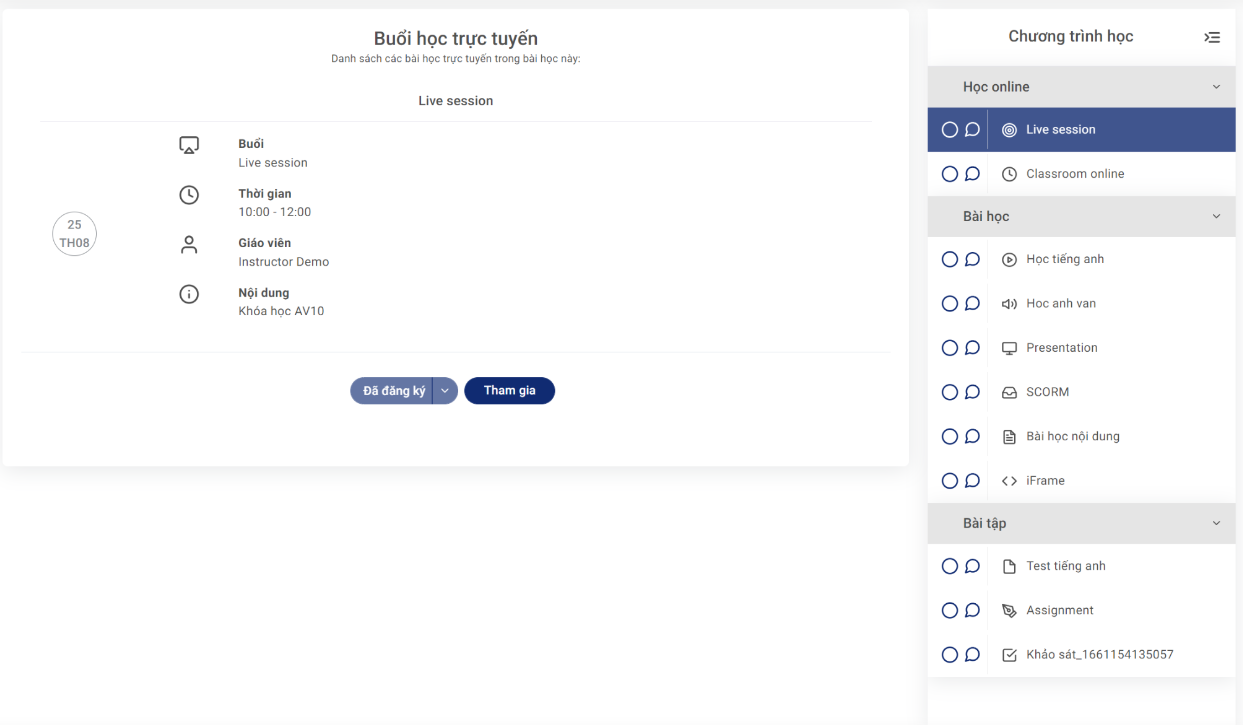 Buổi học trực tuyến
Danh sách các bài học trực tuyến trong bài học này:
Live session
25
TH08
Buổi
Live session
Thời gian
10:00 - 12:00
Giáo viên
Instructor Demo
Nội dung
Khóa học AV10
Đã đăng ký
Tham gia
Chương trình học
Học online
Live session
Classroom online
Bài học
Học tiếng anh
Hoc anh van
Presentation
SCORM
Bài học nội dung
iFrame
Bài tập
Test tiếng anh
Assignment
Khảo sát_1661154135057